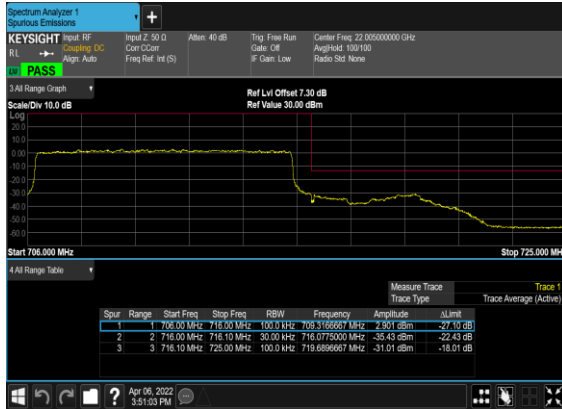 Spectrum Analyzer 1
Spurious Emissions
+
KEYSIGHT Input: RF Input Z: 50 Ω Atten: 40 dB Trig: Free Run Center Freq: 22.005000000 GHz
RL Coupling: DC Corr CCorr Gate: Off Avg|Hold: 100/100
Align: Auto Freq Ref: Int (S) IF Gain: Low Radio Std: None
PASS
3 All Range Graph
Ref Lvl Offset 7.30 dB
Scale/Div 10.0 dB Ref Value 30.00 dBm
Log
20.0
10.0
0.00
-10.0
-20.0
-30.0
-40.0
-50.0
-60.0
Start 706.000 MHz Stop 725.000 MH
4 All Range Table
Measure Trace Trace 1
Trace Type Trace Average (Active)
Spur Range Start Freq Stop Freq RBW Frequency Amplitude ΔLimit
1 1 706.00 MHz 716.00 MHz 100.0 kHz 709.3166667 MHz 2.901 dBm -27.10 dB
2 2 716.00 MHz 716.10 MHz 30.00 kHz 716.0775000 MHz -35.43 dBm -22.43 dB
3 3 716.10 MHz 725.00 MHz 100.0 kHz 719.6896667 MHz -31.01 dBm -18.01 dB
? Apr 06, 2022
3:51:03 PM